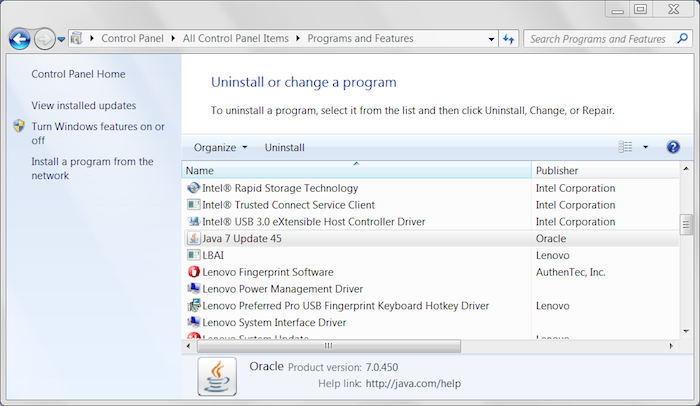 Control Panel All Control Panel Items Programs and Features Search Programs and Features
Control Panel Home
View installed updates
Turn Windows features on or
off
Install a program from the
network
Uninstall or change a program
To uninstall a program, select it from the list and then click Uninstall, Change, or Repair.
Organize Uninstall
Name Publisher
Intel® Rapid Storage Technology Intel Corporation
Intel® Trusted Connect Service Client Intel Corporation
Intel® USB 3.0 eXtensible Host Controller Driver Intel Corporation
Java 7 Update 45 Oracle
LBAI Lenovo
Lenovo Fingerprint Software AuthenTec, Inc.
Lenovo Power Management Driver
Lenovo Preferred Pro USB Fingerprint Keyboard Hotkey Driver Lenovo
Lenovo System Interface Driver
Lenovo System Update Lenovo
Oracle Product version: 7.0.450
Help link: http://java.com/help